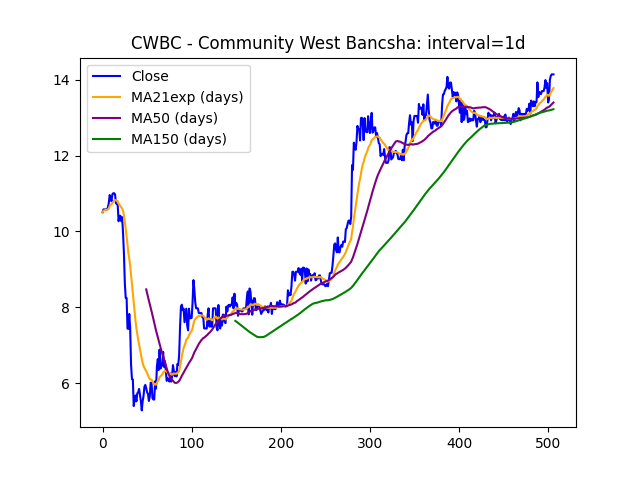 CWBC - Community West Bancsha: interval=1d
Close
MA21exp (days)
MA50 (days)
MA150 (days)
14
12
10
8
6
0 100 200 300 400 500